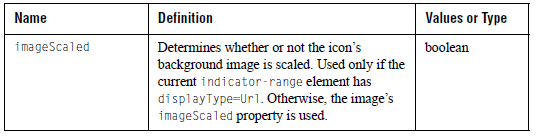 Name Definition Values or Type
imageScaled Determines whether or not the icon's boolean
background image is scaled. Used only if the
current indicator-range element has
displayType=Url. Otherwise, the image's
imageScaled property is used.